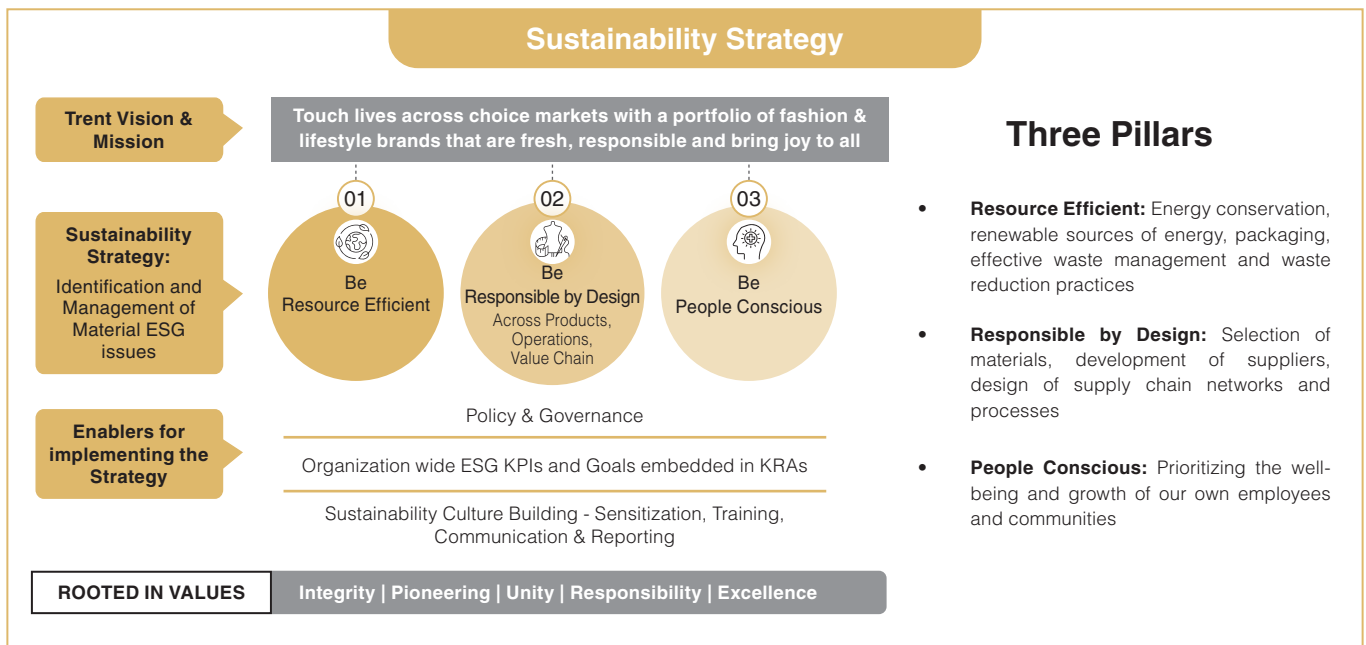 Sustainability Strategy
Trent Vision &
Mission
Touch lives across choice markets with a portfolio of fashion &
lifestyle brands that are fresh, responsible and bring joy to all
Sustainability
Strategy:
Identification and
Management of
Material ESG
issues
01
Be
Resource Efficient
02
Be
Responsible by Design
Across Products,
Operations,
Value Chain
03
Be
People Conscious
Enablers for
implementing the
Strategy
Policy & Governance
Organization wide ESG KPIs and Goals embedded in KRAs
Sustainability Culture Building - Sensitization, Training,
Communication & Reporting
ROOTED IN VALUES
Integrity | Pioneering | Unity | Responsibility | Excellence
Three Pillars
• Resource Efficient: Energy conservation,
renewable sources of energy, packaging,
effective waste management and waste
reduction practices
• Responsible by Design: Selection of
materials, development of suppliers,
design of supply chain networks and
processes
• People Conscious: Prioritizing the well-
being and growth of our own employees
and communities